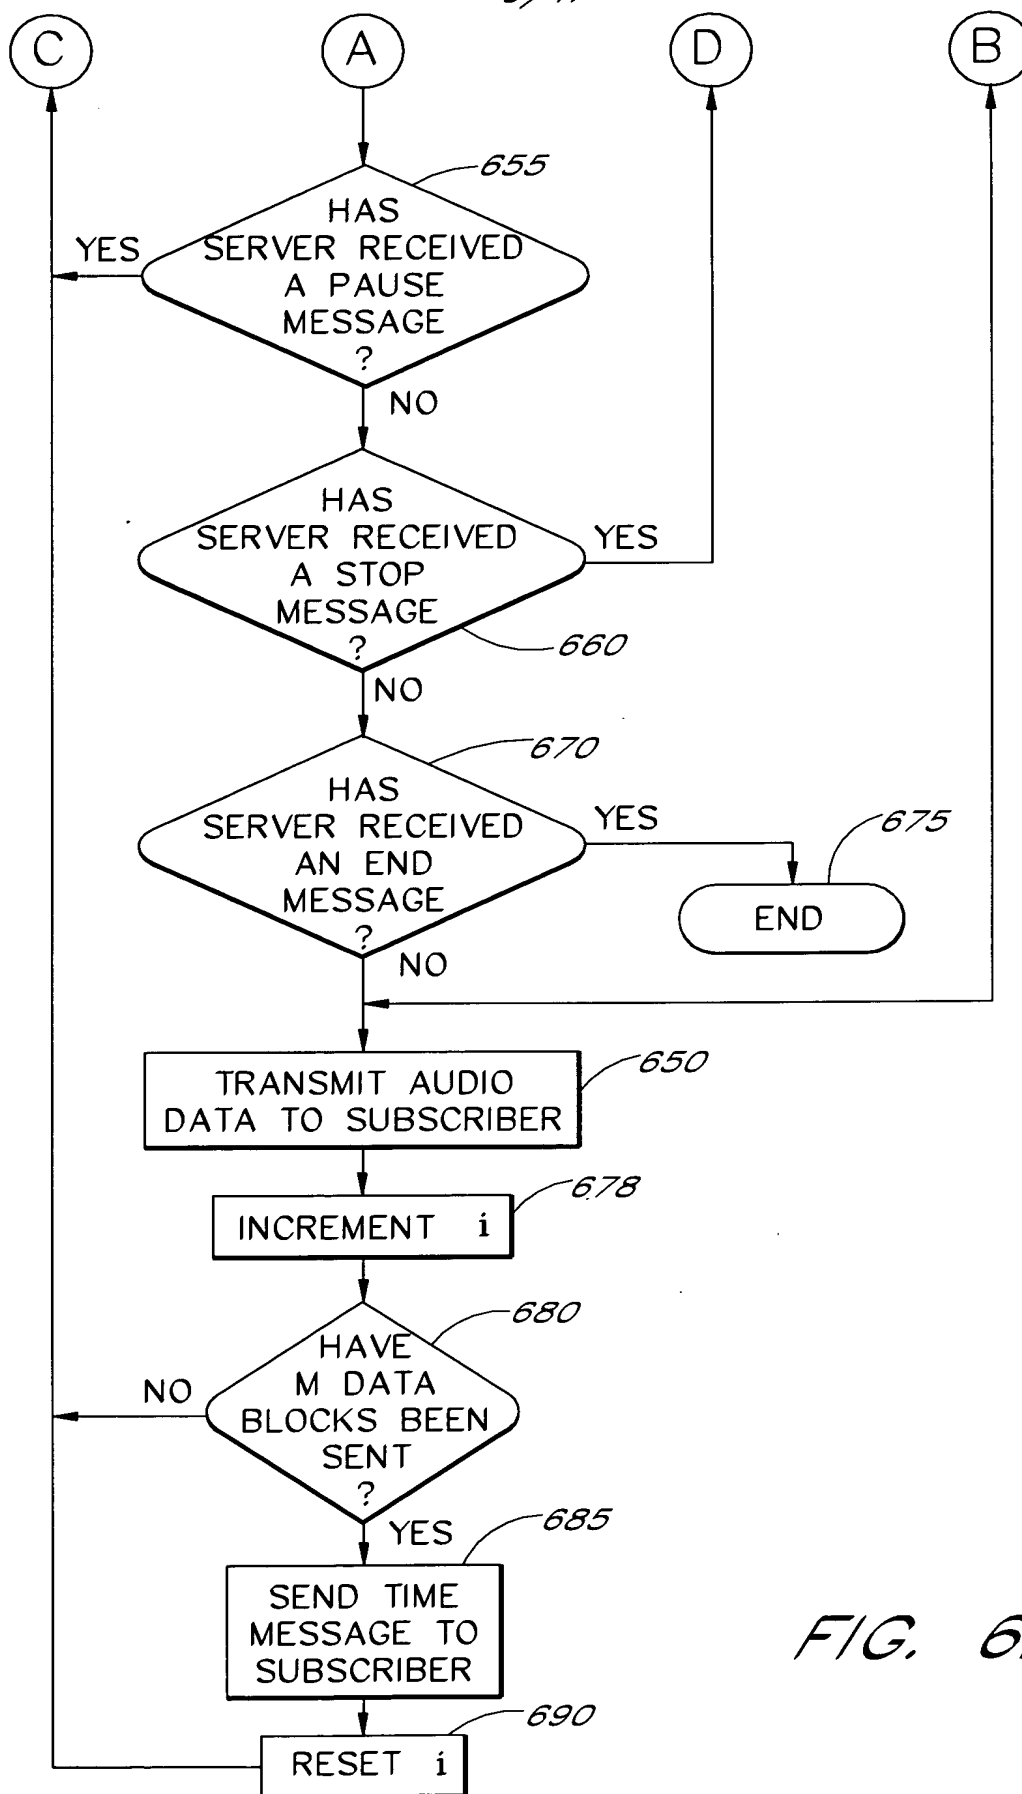 C
A
D
B
655
HAS
SERVER RECEIVED
A PAUSE
MESSAGE
?
YES
NO
HAS
SERVER RECEIVED
A STOP
MESSAGE
?
YES
660
NO
670
HAS
SERVER RECEIVED
AN END
MESSAGE
?
YES
675
END
NO
650
TRANSMIT AUDIO
DATA TO SUBSCRIBER
678
INCREMENT i
680
HAVE
M DATA
BLOCKS BEEN
SENT
?
NO
YES
685
SEND TIME
MESSAGE TO
SUBSCRIBER
FIG. 6
690
RESET i